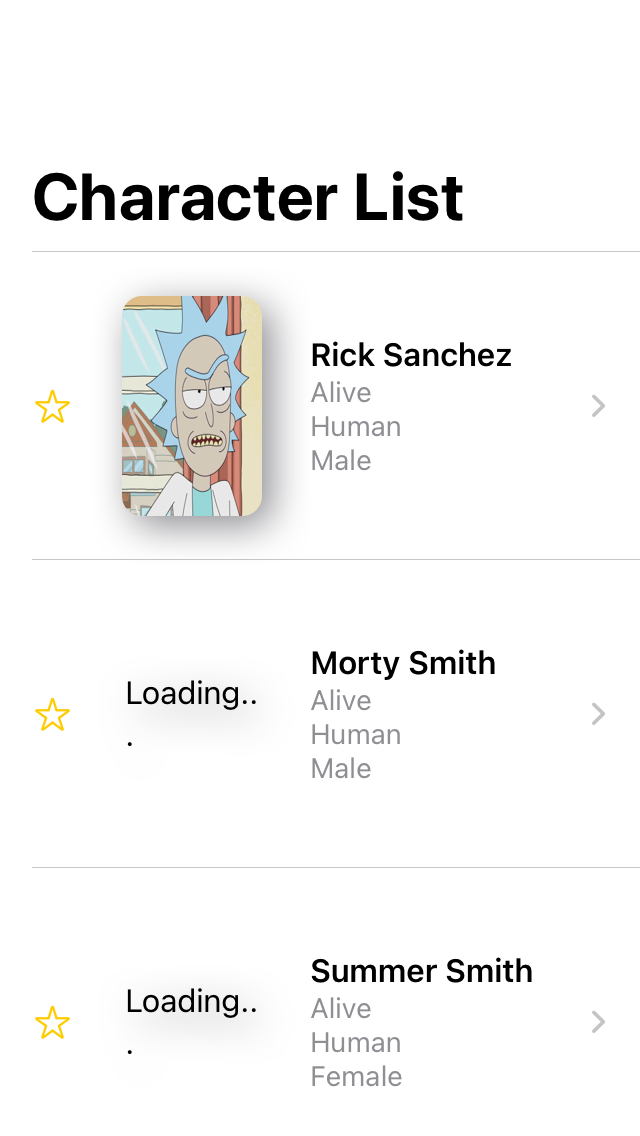 Character List
Rick Sanchez
Alive
Human
Male
Morty Smith
Loading..
.
Alive
Human
Male
Summer Smith
Loading..
.
Alive
Human
Female